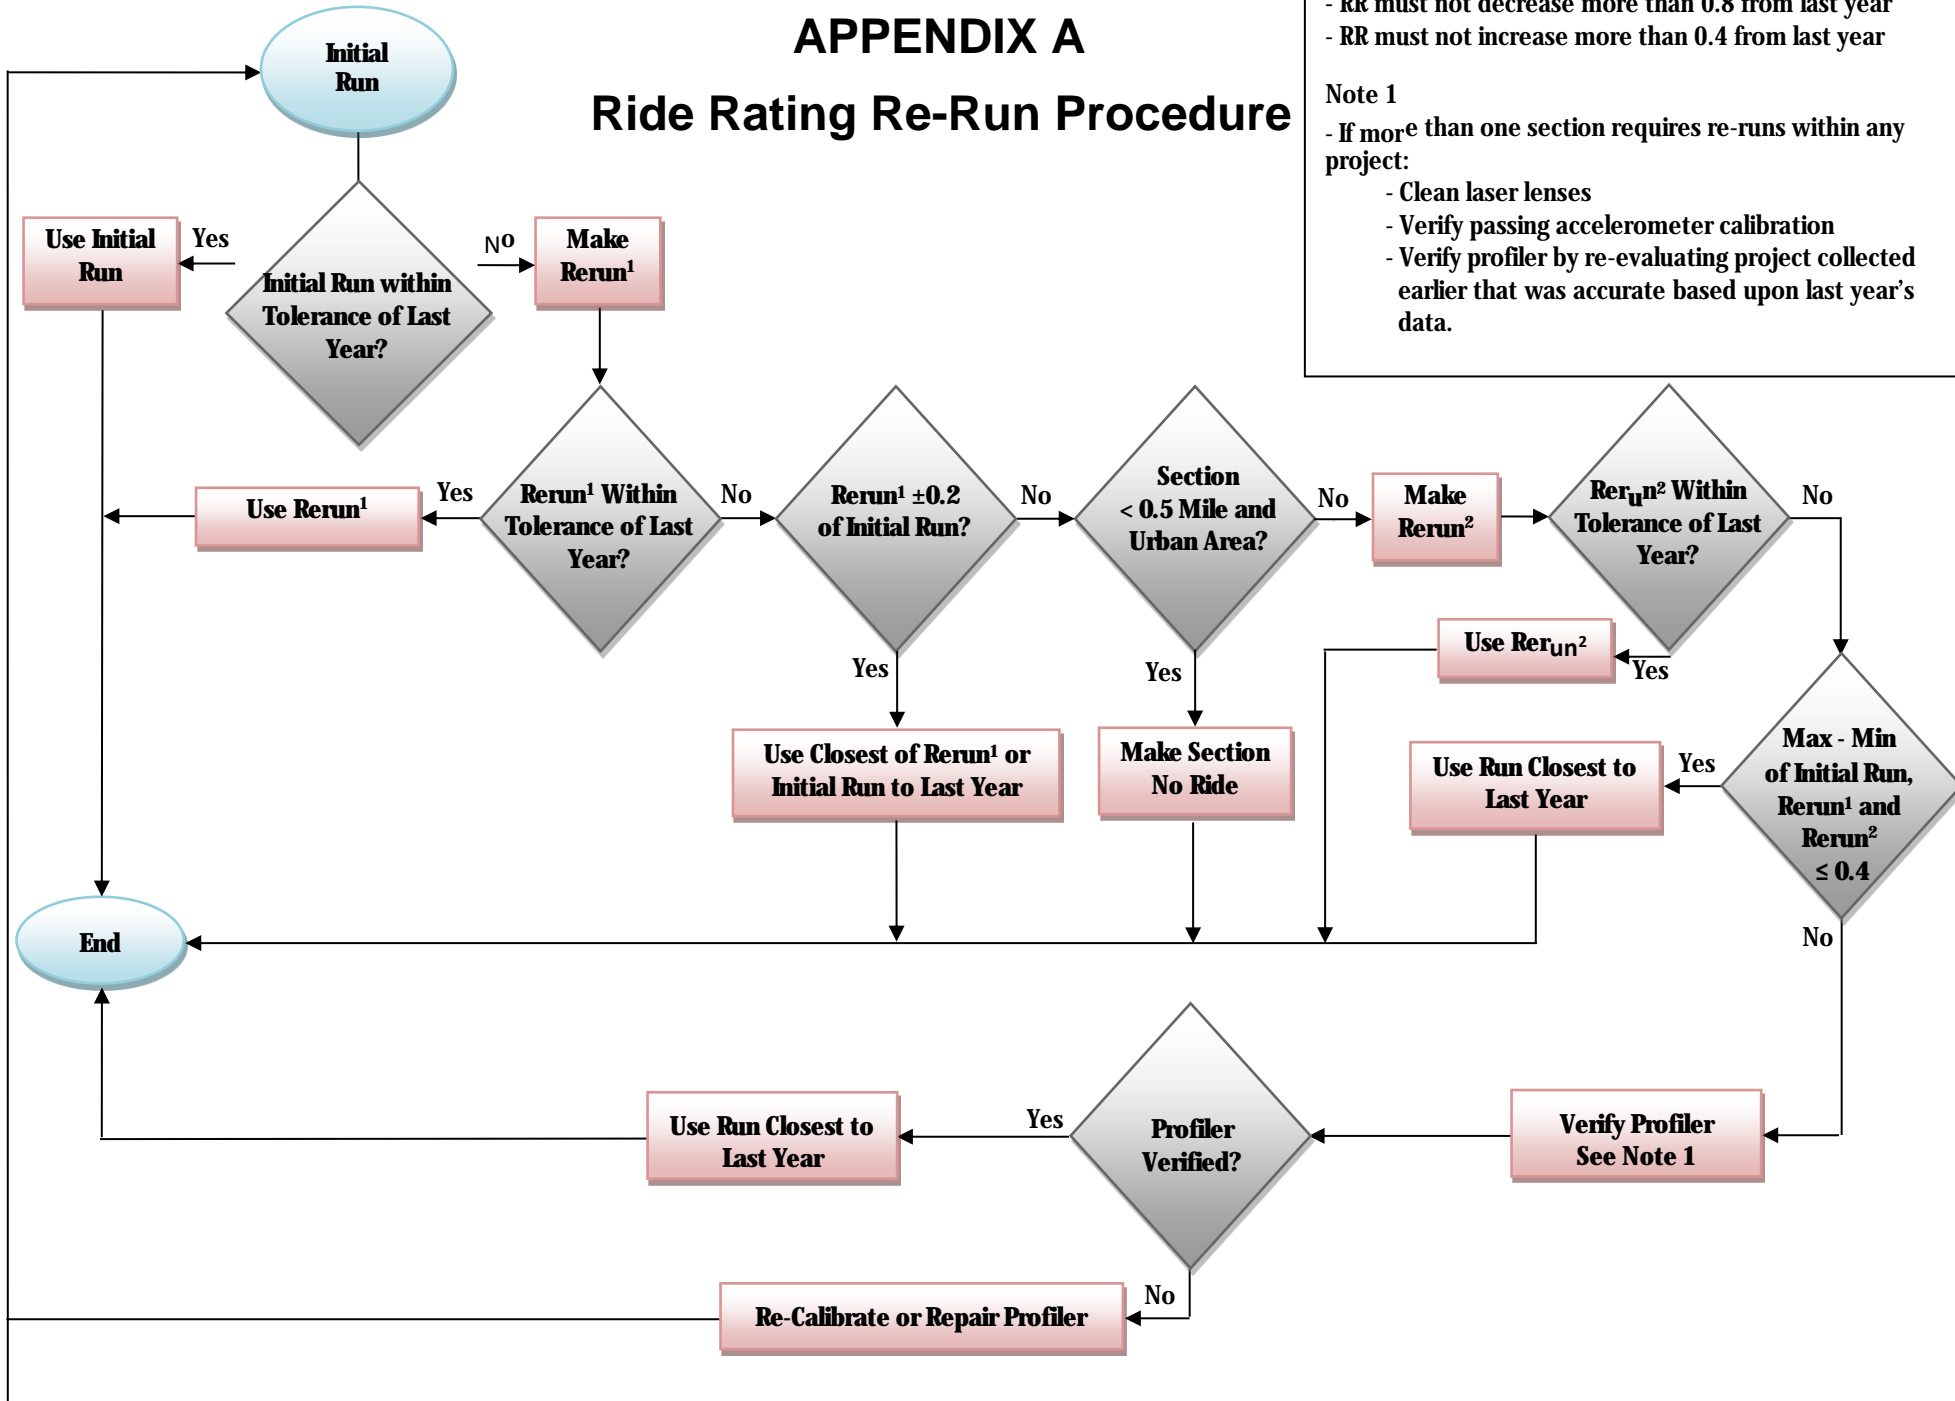 APPENDIX A
Ride Rating Re-Run Procedure
- RR must not decrease more than 0.8 from last year
- RR must not increase more than 0.4 from last year
Note 1
- If more than one section requires re-runs within any
project:
- Clean laser lenses
- Verify passing accelerometer calibration
- Verify profiler by re-evaluating project collected
earlier that was accurate based upon last year's
data.
Initial
Run
Use Initial
Run
Yes
Initial Run within
Tolerance of Last
Year?
No
Make
Rerun¹
Use Rerun¹
Yes
Rerun¹ Within
Tolerance of Last
Year?
No
Rerun¹ ±0.2
of Initial Run?
No
Section
< 0.5 Mile and
Urban Area?
No
Make
Rerun²
Rerun² Within
Tolerance of Last
Year?
No
Use Rerun²
Yes
Yes
Yes
Use Closest of Rerun¹ or
Initial Run to Last Year
Make Section
No Ride
Use Run Closest to
Last Year
Yes
Max - Min
of Initial Run,
Rerun¹ and
Rerun²
≤ 0.4
End
No
Use Run Closest to
Last Year
Yes
Profiler
Verified?
Verify Profiler
See Note 1
No
Re-Calibrate or Repair Profiler